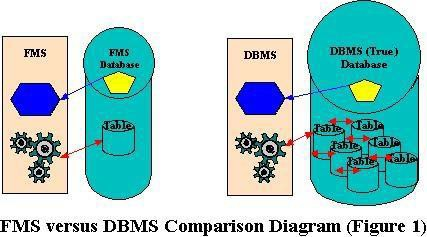 FMS
FMS
Database
Table
DBMS
DBMS (True)
Database
Table
Table
Table
Table
Table
Table
FMS versus DBMS Comparison Diagram (Figure 1)